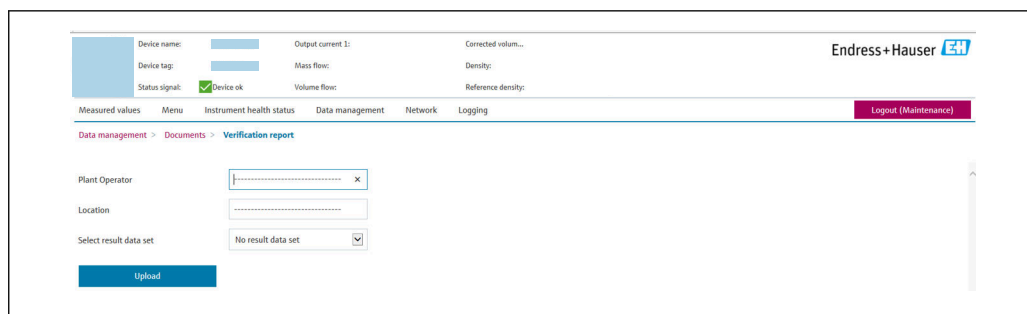 Device name: Output current 1: Corrected volum...
Endress+Hauser EH
Device tag: Mass flow: Density:
Status signal: Device ok Volume flow: Reference density:
Measured values Menu Instrument health status Data management Network Logging Logout (Maintenance)
Data management > Documents > Verification report
Plant Operator -------------------------------- ×
Location --------------------------------
Select result data set No result data set
Upload